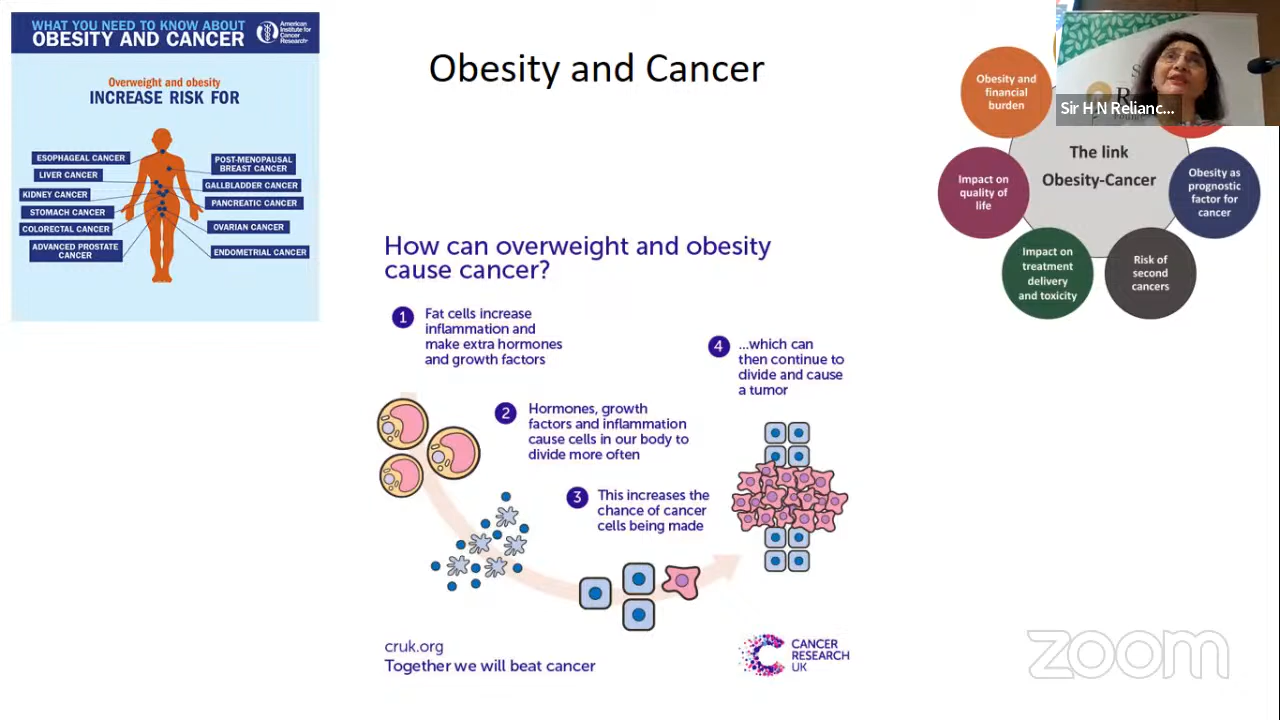 WHAT YOU NEED TO KNOW ABOUT
OBESITY AND CANCER
American
Institute for
Cancer
Research
Overweight and obesity
INCREASE RISK FOR
ESOPHAGEAL CANCER
LIVER CANCER
KIDNEY CANCER
STOMACH CANCER
COLORECTAL CANCER
ADVANCED PROSTATE
CANCER
POST-MENOPAUSAL
BREAST CANCER
GALLBLADDER CANCER
PANCREATIC CANCER
OVARIAN CANCER
ENDOMETRIAL CANCER
Obesity and Cancer
How can overweight and obesity
cause cancer?
1
Fat cells increase
inflammation and
make extra hormones
and growth factors
2
Hormones, growth
factors and inflammation
cause cells in our body to
divide more often
3
This increases the
chance of cancer
cells being made
4
...which can
then continue to
divide and cause
a tumor
cruk.org
Together we will beat cancer
CANCER
RESEARCH
UK
Obesity and
financial
burden
Sir H N Relianc...
The link
Obesity-Cancer
Impact on
quality of
life
Obesity as
prognostic
factor for
cancer
Impact on
treatment
delivery
and toxicity
Risk of
second
cancers
zoom